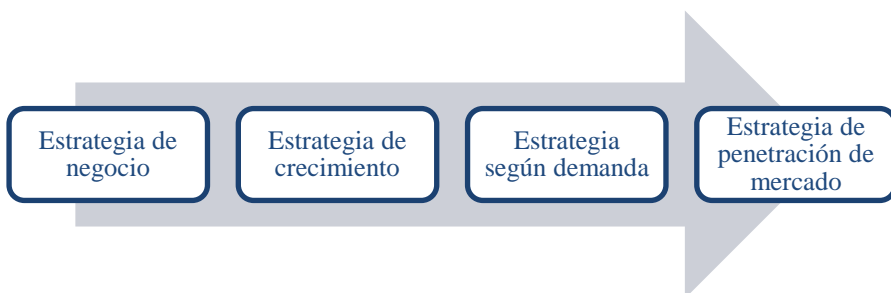 Estrategia de
negocio
Estrategia de
crecimiento
Estrategia
según demanda
Estrategia de
penetración de
mercado